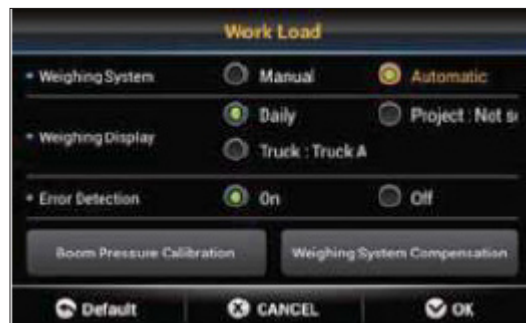 Work Load
Weighing System Manual Automatic
Daily Project : Not s
Weighing Display
Truck : Truck A
Error Detection On Off
Boom Pressure Calibration Weighing System Compensation
Default CANCEL OK